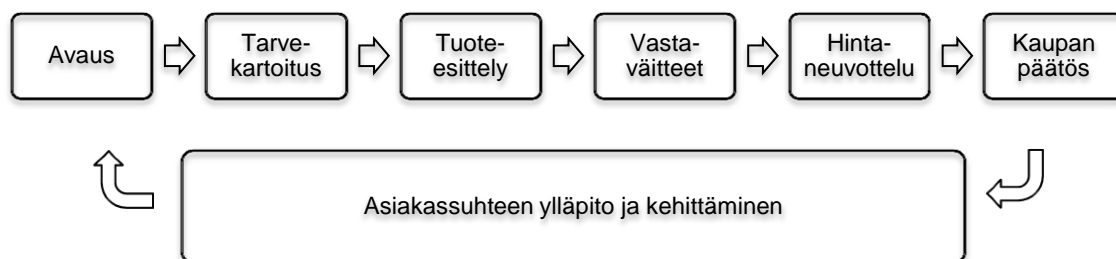 Avaus
Tarve-
kartoitus
Tuote-
esittely
Vasta-
väitteet
Hinta-
neuvottelu
Kaupan
päätös
Asiakassuhteen ylläpito ja kehittäminen